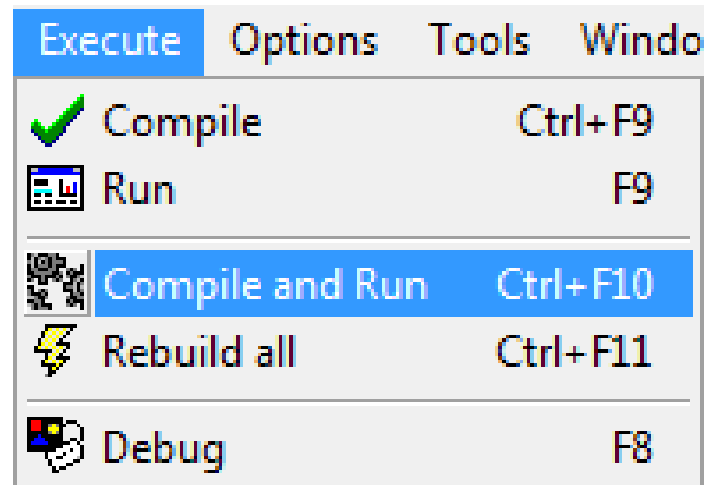 Execute Options Tools Windo
Compile Ctrl+F9
Run F9
Compile and Run Ctrl+F10
Rebuild all Ctrl+F11
Debug F8